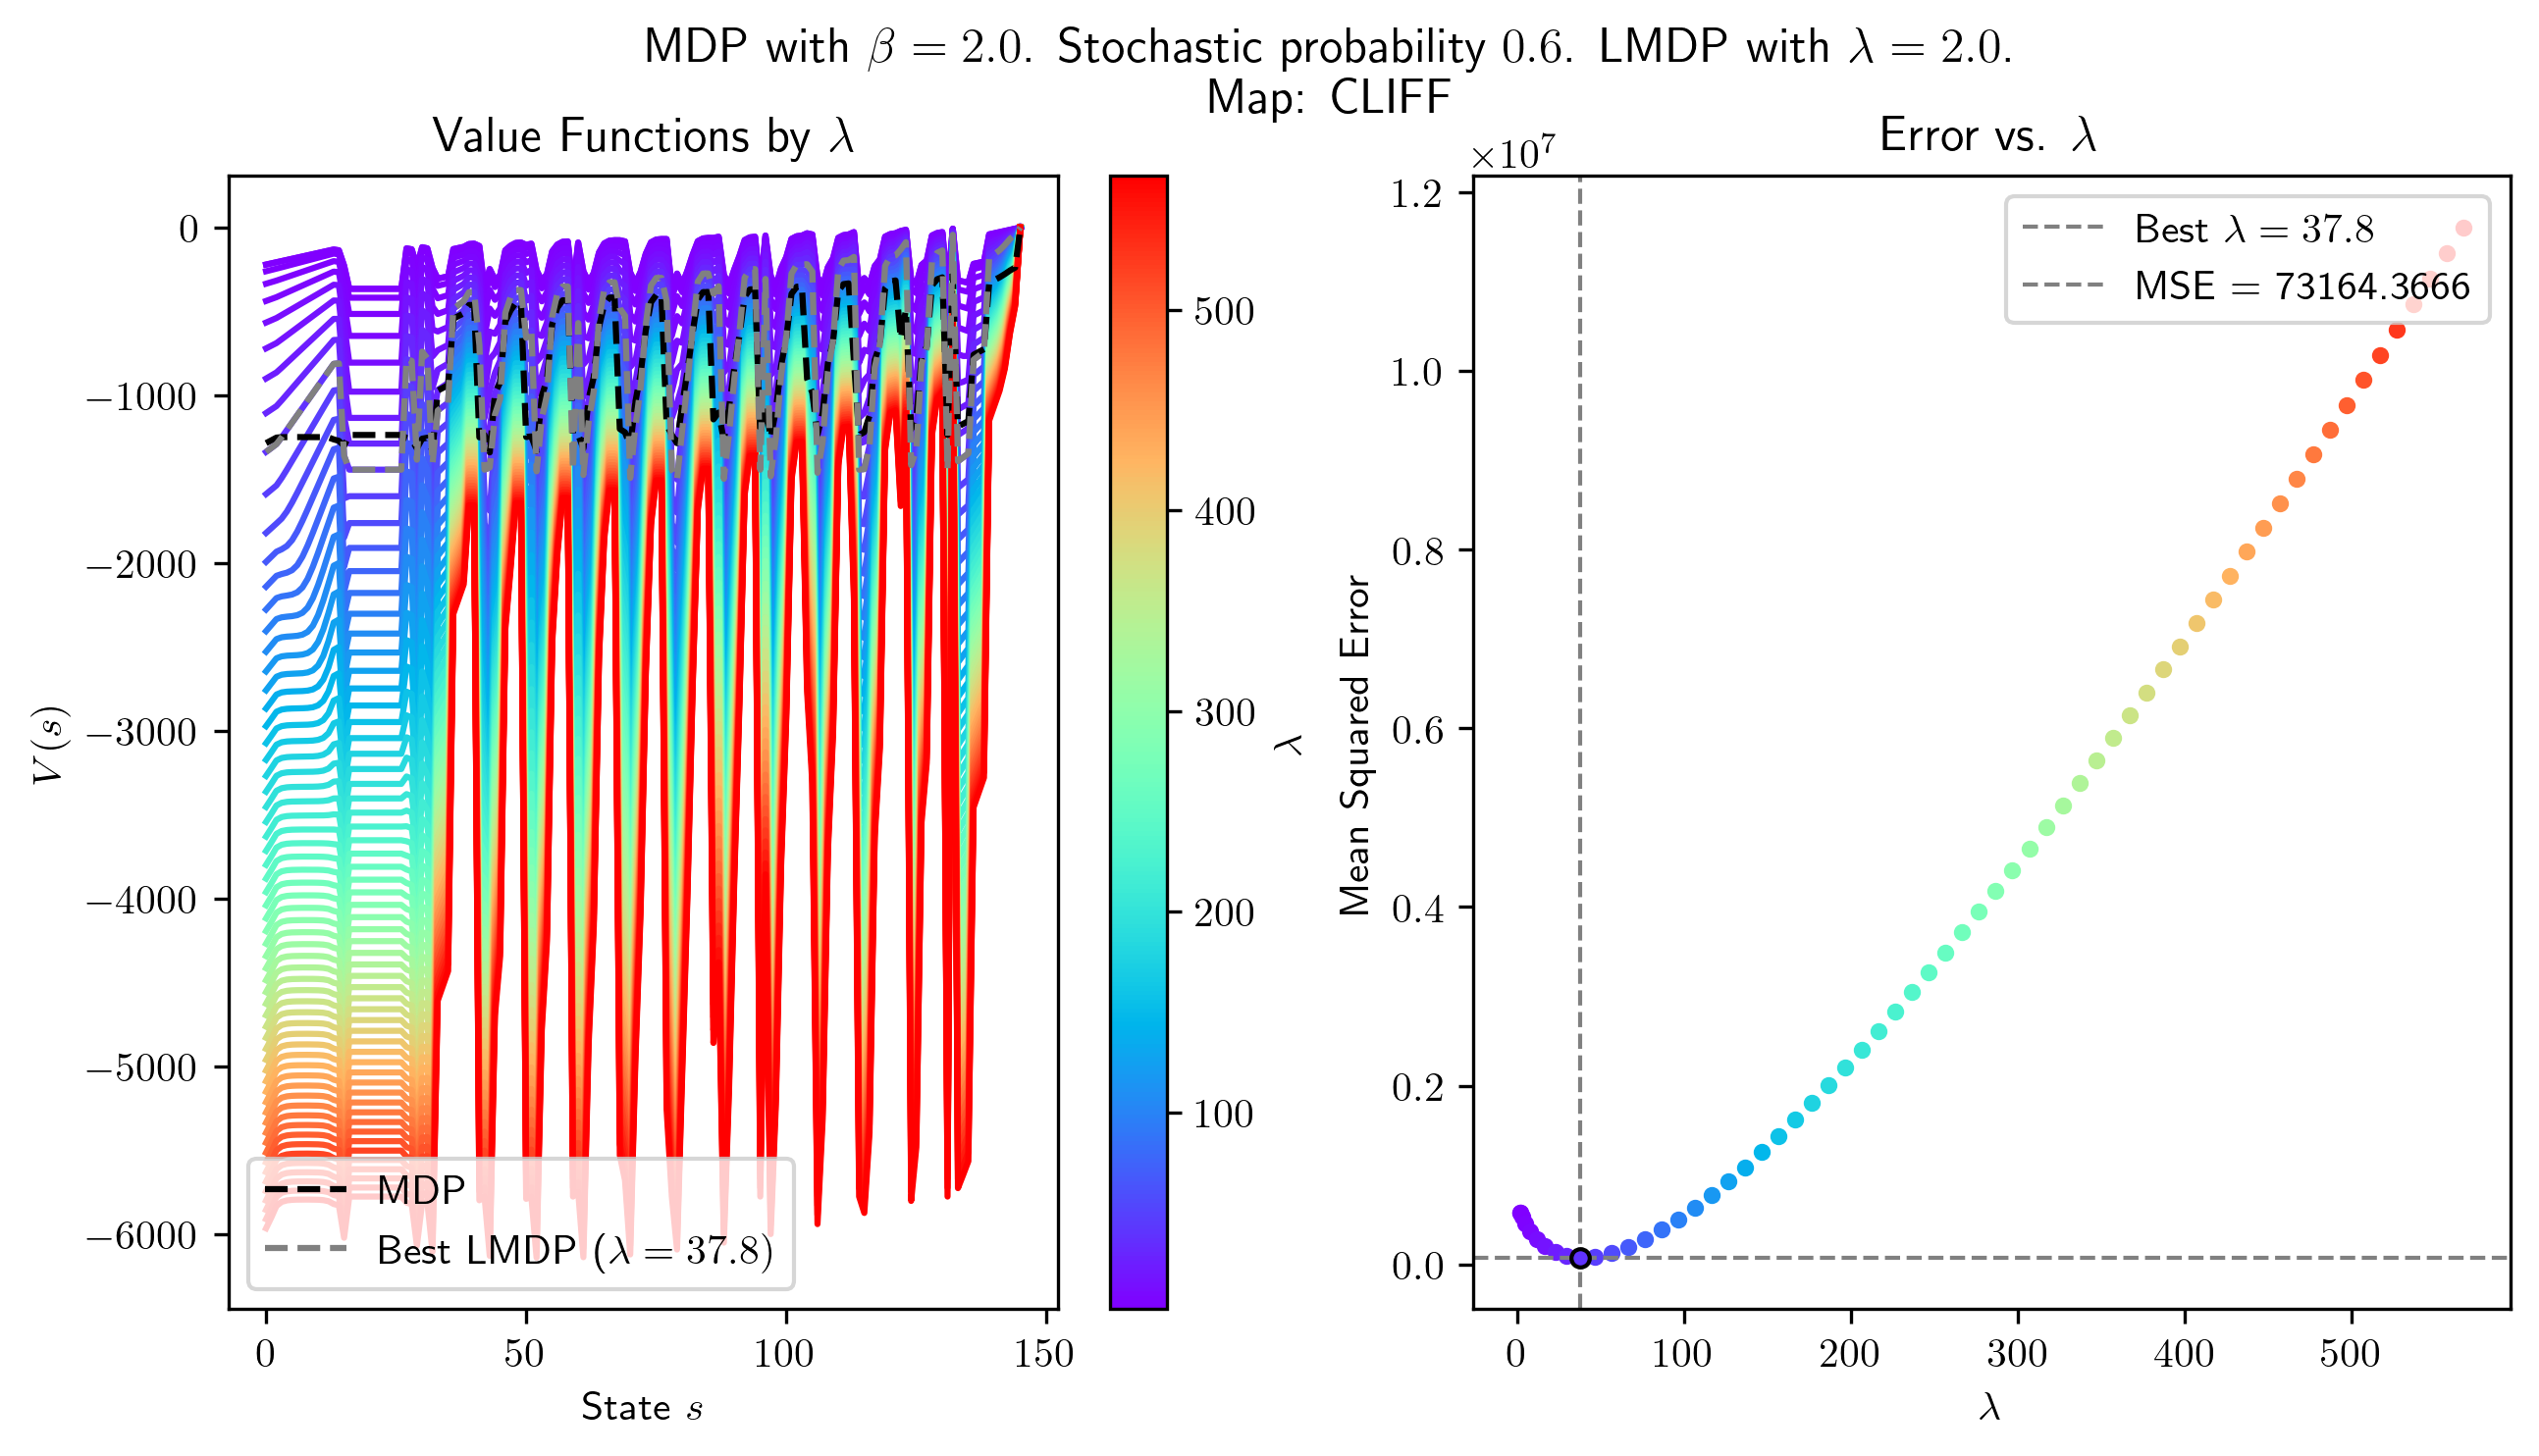 MDP with β = 2.0. Stochastic probability 0.6. LMDP with λ = 2.0.
Map: CLIFF
Value Functions by λ
0
−1000
−2000
−3000
−4000
−5000
−6000
V(s)
0
50
100
150
State s
MDP
Best LMDP (λ = 37.8)
500
400
300
200
100
λ
Error vs. λ
×10⁷
1.2
1.0
0.8
0.6
0.4
0.2
0.0
Mean Squared Error
0
100
200
300
400
500
λ
Best λ = 37.8
MSE = 73164.3666